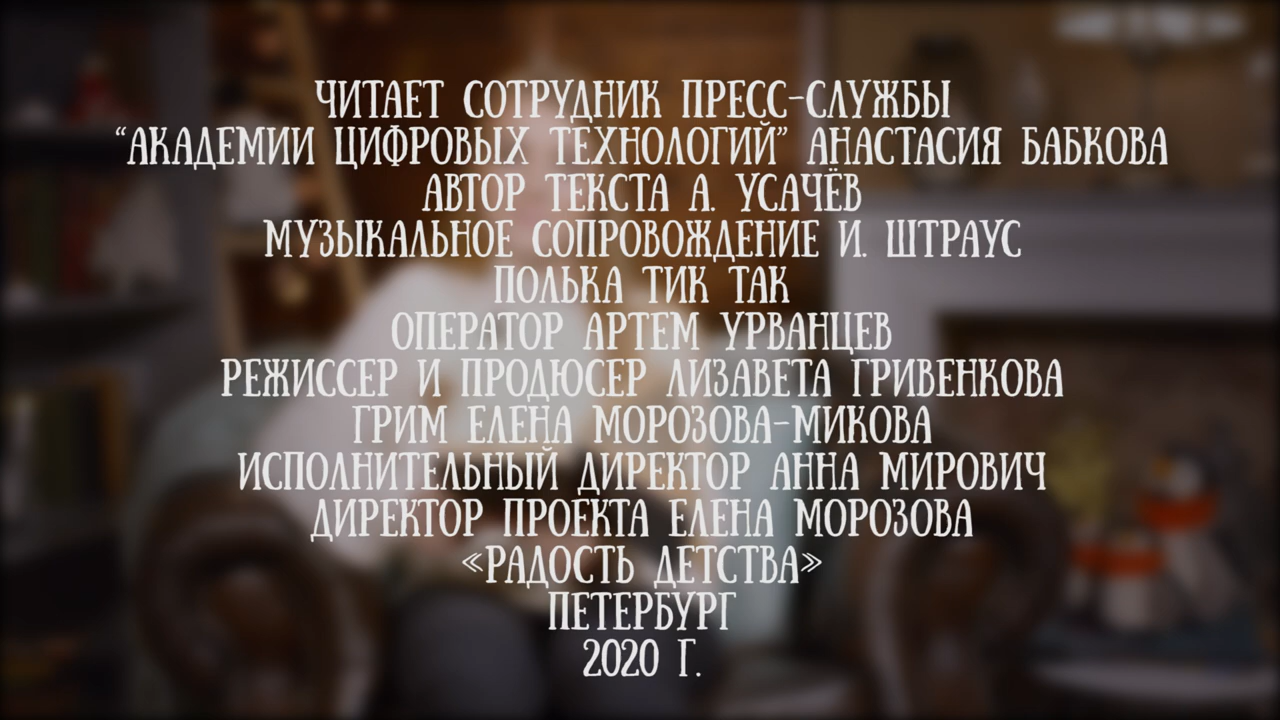 ЧИТАЕТ СОТРУДНИК ПРЕСС-СЛУЖБЫ
“АКАДЕМИИ ЦИФРОВЫХ ТЕХНОЛОГИЙ” АНАСТАСИЯ БАБКОВА
АВТОР ТЕКСТА А. УСАЧЁВ
МУЗЫКАЛЬНОЕ СОПРОВОЖДЕНИЕ И. ШТРАУС
ПОЛЬКА ТИК ТАК
ОПЕРАТОР АРТЕМ УРВАНЦЕВ
РЕЖИССЕР И ПРОДЮСЕР ЛИЗАВЕТА ГРИВЕНКОВА
ГРИМ ЕЛЕНА МОРОЗОВА-МИКОВА
ИСПОЛНИТЕЛЬНЫЙ ДИРЕКТОР АННА МИРОВИЧ
ДИРЕКТОР ПРОЕКТА ЕЛЕНА МОРОЗОВА
«РАДОСТЬ ДЕТСТВА»
ПЕТЕРБУРГ
2020 Г.